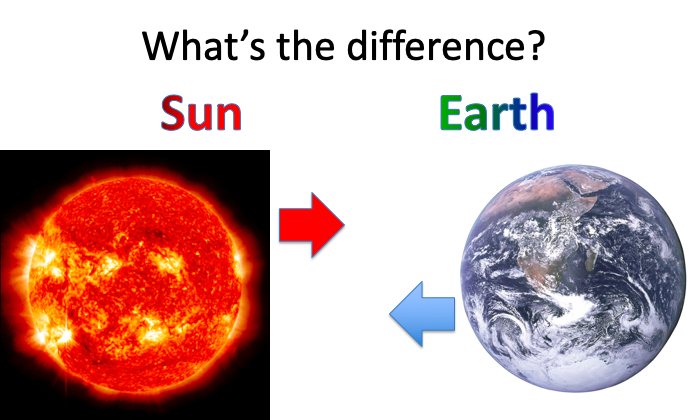 What’s the difference?
Sun
Earth